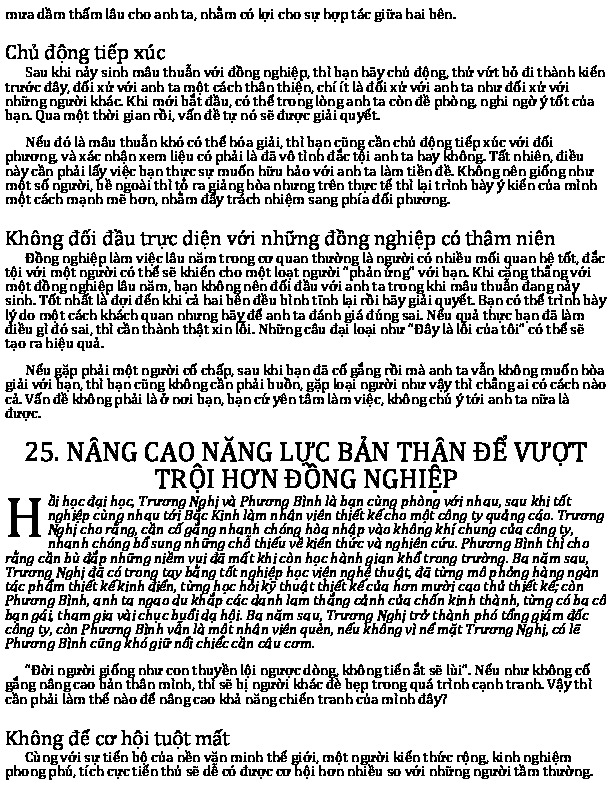 mưa dầm thấm lâu cho anh ta, nhằm có lợi cho sự hợp tác giữa hai bên.
Chủ động tiếp xúc
Sau khi nảy sinh mâu thuẫn với đồng nghiệp, thì bạn hãy chủ động, thử vứt bỏ đi thành kiến
trước đây, đối xử với anh ta một cách thân thiện, chí ít là đối xử với anh ta như đối xử với
những người khác. Khi mới bắt đầu, có thể trong lòng anh ta còn đề phòng, nghi ngờ ý tốt của
bạn. Qua một thời gian rồi, vấn đề tự nó sẽ được giải quyết.
Nếu đó là mâu thuẫn khó có thể hóa giải, thì bạn cũng cần chủ động tiếp xúc với đối
phương, và xác nhận xem liệu có phải là đã vô tình đắc tội anh ta hay không. Tất nhiên, điều
này cần phải lấy việc bạn thực sự muốn hữu hảo với anh ta làm tiền đề. Không nên giống như
một số người, bề ngoài thì tỏ ra giảng hòa nhưng trên thực tế thì lại trình bày ý kiến của mình
một cách mạnh mẽ hơn, nhằm đẩy trách nhiệm sang phía đối phương.
Không đối đầu trực diện với những đồng nghiệp có thâm niên
Đồng nghiệp làm việc lâu năm trong cơ quan thường là người có nhiều mối quan hệ tốt, đắc
tội với một người có thể sẽ khiến cho một loạt người “phản ứng” với bạn. Khi căng thẳng với
một đồng nghiệp lâu năm, bạn không nên đối đầu với anh ta trong khi mâu thuẫn đang nảy
sinh. Tốt nhất là đợi đến khi cả hai bên đều bình tĩnh lại rồi hãy giải quyết. Bạn có thể trình bày
lý do một cách khách quan nhưng hãy để anh ta đánh giá đúng sai. Nếu quả thực bạn đã làm
điều gì đó sai, thì cần thành thật xin lỗi. Những câu đại loại như “Đây là lỗi của tôi” có thể sẽ
tạo ra hiệu quả.
Nếu gặp phải một người cố chấp, sau khi bạn đã cố gắng rồi mà anh ta vẫn không muốn hòa
giải với bạn, thì bạn cũng không cần phải buồn, gặp loại người như vậy thì chẳng ai có cách nào
cả. Vấn đề không phải là ở nơi bạn, bạn cứ yên tâm làm việc, không chú ý tới anh ta nữa là
được.
25. NÂNG CAO NĂNG LỰC BẢN THÂN ĐỂ VƯỢT
TRỘI HƠN ĐỒNG NGHIỆP
Hồi học đại học, Trương Nghị và Phương Bình là bạn cùng phòng với nhau, sau khi tốt
nghiệp cùng nhau tới Bắc Kinh làm nhân viên thiết kế cho một công ty quảng cáo. Trương
Nghị cho rằng, cần cố gắng nhanh chóng hòa nhập vào không khí chung của công ty,
nhanh chóng bổ sung những chỗ thiếu về kiến thức và nghiên cứu. Phương Bình thì cho
rằng cần bù đắp những niềm vui đã mất khi còn học hành gian khổ trong trường. Ba năm sau,
Trương Nghị đã có trong tay bằng tốt nghiệp học viện nghệ thuật, đã từng mô phỏng hàng ngàn
tác phẩm thiết kế kinh điển, từng học hỏi kỹ thuật thiết kế của hơn mười cao thủ thiết kế; còn
Phương Bình, anh ta ngao du khắp các danh lam thắng cảnh của chốn kinh thành, từng có ba cô
bạn gái, tham gia vài chục buổi dạ hội. Ba năm sau, Trương Nghị trở thành phó tổng giám đốc
công ty, còn Phương Bình vẫn là một nhân viên quèn, nếu không vì nể mặt Trương Nghị, có lẽ
Phương Bình cũng khó giữ nổi chiếc cần câu cơm.
“Đời người giống như con thuyền lội ngược dòng, không tiến ắt sẽ lùi”. Nếu như không cố
gắng nâng cao bản thân mình, thì sẽ bị người khác đè bẹp trong quá trình cạnh tranh. Vậy thì
cần phải làm thế nào để nâng cao khả năng chiến tranh của mình đây?
Không để cơ hội tuột mất
Cùng với sự tiến bộ của nền văn minh thế giới, một người kiến thức rộng, kinh nghiệm
phong phú, tích cực tiến thủ sẽ dễ có được cơ hội hơn nhiều so với những người tầm thường.